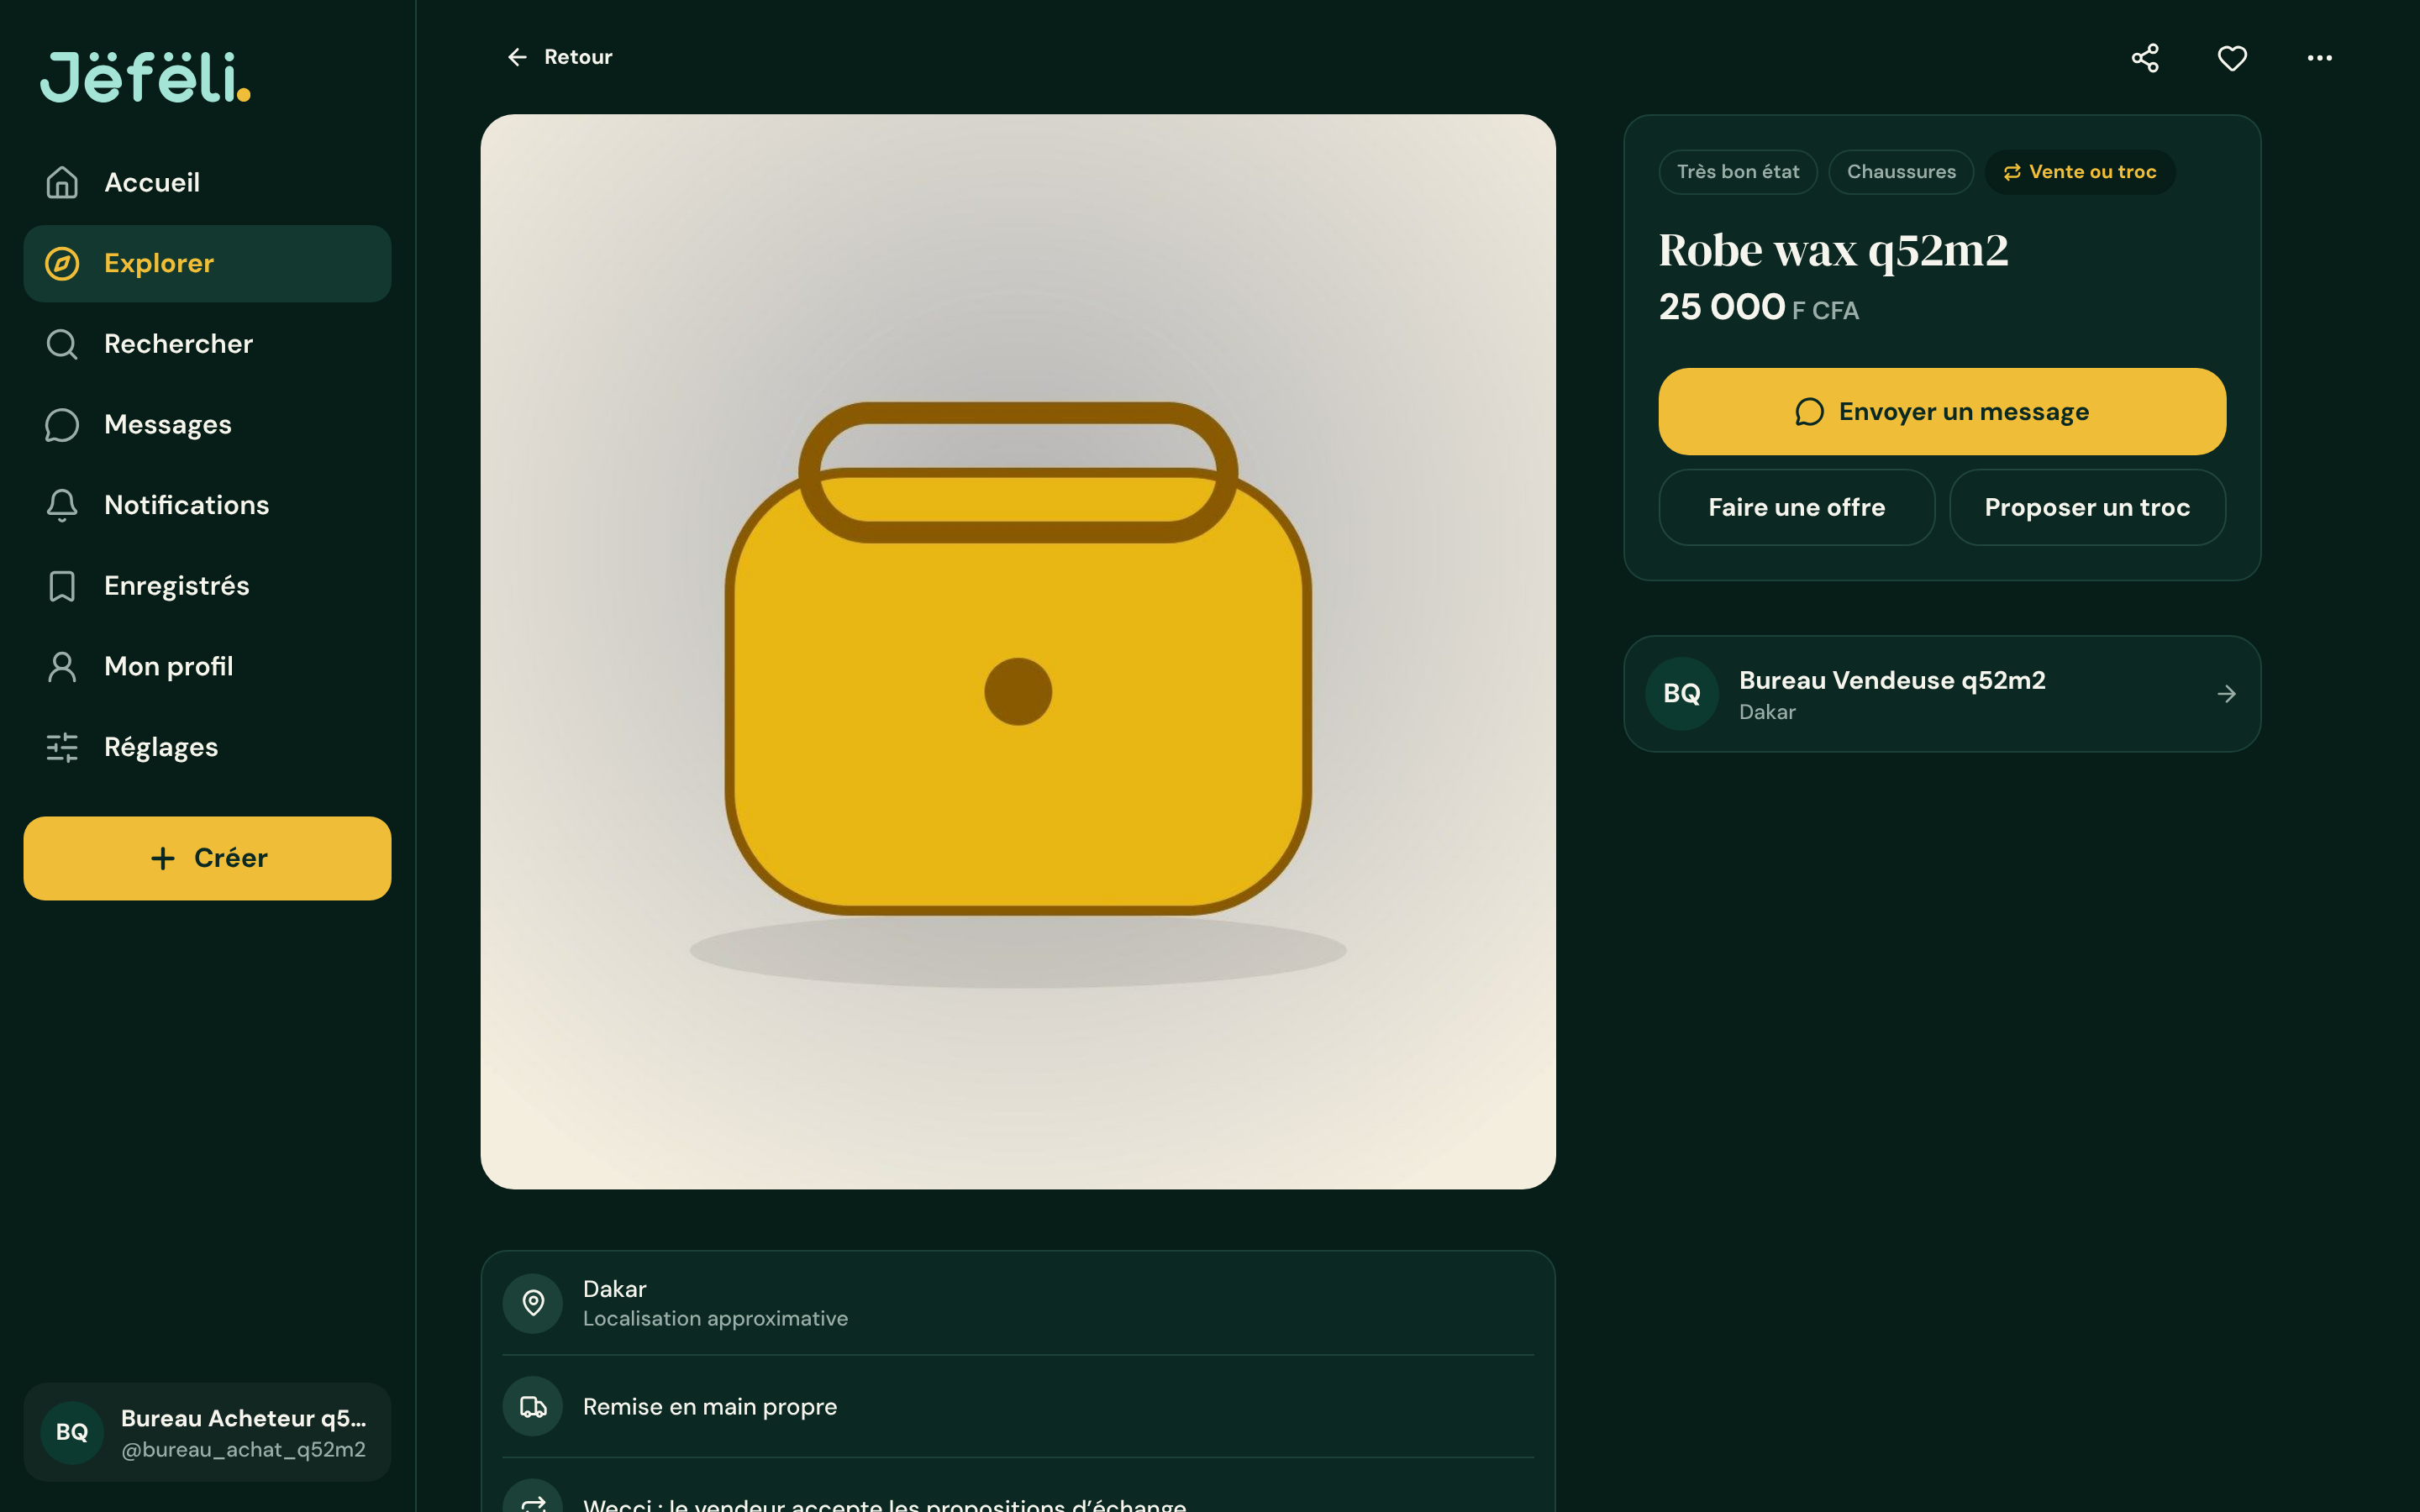 Jëfëli.
Accueil
Explorer
Rechercher
Messages
Notifications
Enregistrés
Mon profil
Réglages
Créer
Bureau Acheteur q5...
BQ
@bureau_achat_q52m2
Retour
Très bon état
Chaussures
Vente ou troc
Robe wax q52m2
25 000 F CFA
Envoyer un message
Faire une offre
Proposer un troc
BQ
Bureau Vendeuse q52m2
Dakar
Dakar
Localisation approximative
Remise en main propre
Wecci : le vendeur accepte les propositions d’échange